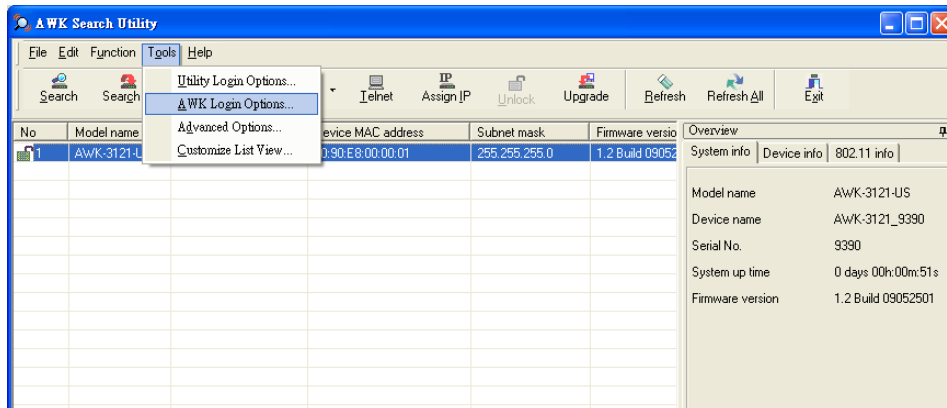 AWK Search Utility
File Edit Function Tools Help
Search Search Telnet Assign IP IP Unlock Upgrade Refresh Refresh All Exit
Utility Login Options...
AWK Login Options...
Advanced Options...
Customize List View...
No Model name evice MAC address Subnet mask Firmware versio
1 AWK-3121-U 0:90:E8:00:00:01 255.255.255.0 1.2 Build 09052
Overview
System info Device info 802.11 info
Model name AWK-3121-US
Device name AWK-3121_9390
Serial No. 9390
System up time 0 days 00h:00m:51s
Firmware version 1.2 Build 09052501